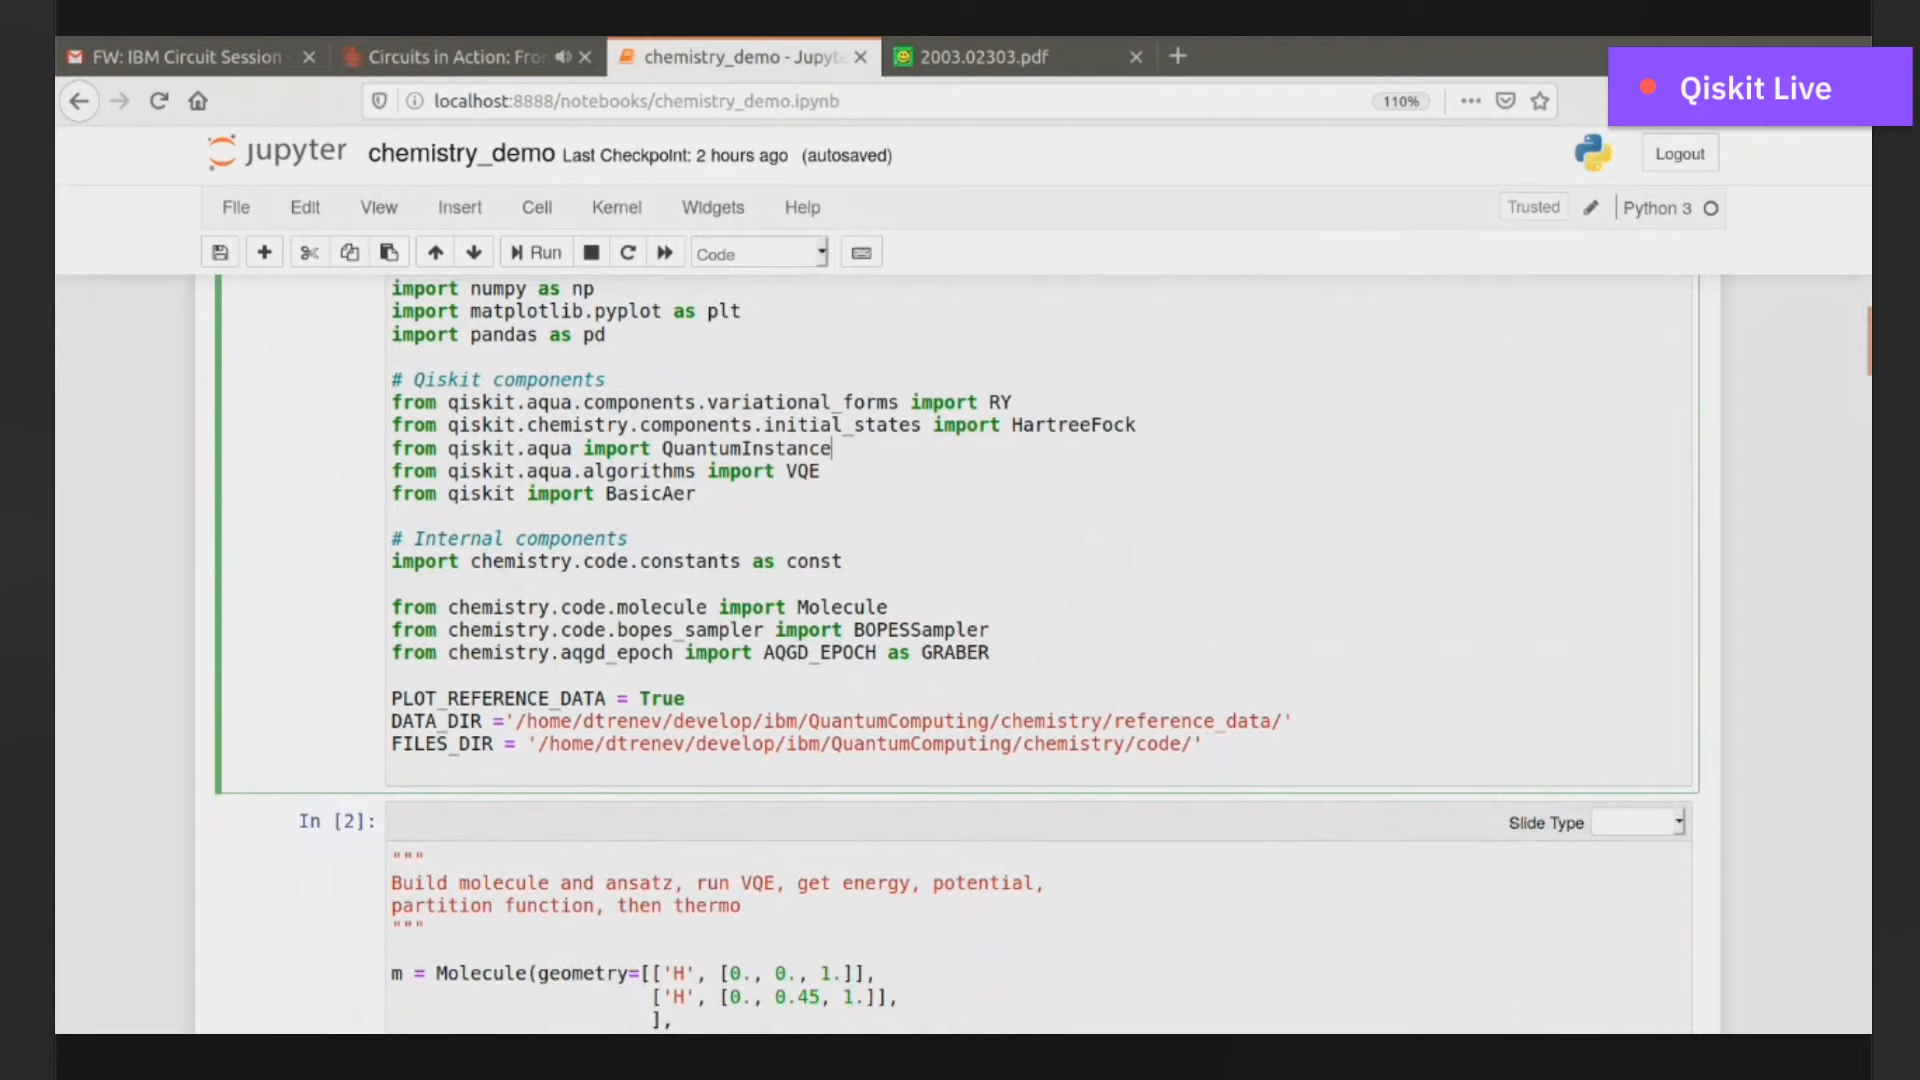 FW: IBM Circuit Session
Circuits in Action: Fro
chemistry_demo - Jupyte
2003.02303.pdf
Qiskit Live
localhost:8888/notebooks/chemistry_demo.ipynb
110%
jupyter chemistry_demo Last Checkpoint: 2 hours ago (autosaved)
Logout
File Edit View Insert Cell Kernel Widgets Help
Trusted
Python 3
Run
Code
import numpy as np
import matplotlib.pyplot as plt
import pandas as pd
# Qiskit components
from qiskit.aqua.components.variational_forms import RY
from qiskit.chemistry.components.initial_states import HartreeFock
from qiskit.aqua import QuantumInstance
from qiskit.aqua.algorithms import VQE
from qiskit import BasicAer
# Internal components
import chemistry.code.constants as const
from chemistry.code.molecule import Molecule
from chemistry.code.bopes_sampler import BOPESSampler
from chemistry.aqgd_epoch import AQGD_EPOCH as GRABER
PLOT_REFERENCE_DATA = True
DATA_DIR ='/home/dtrenev/develop/ibm/QuantumComputing/chemistry/reference_data/'
FILES_DIR = '/home/dtrenev/develop/ibm/QuantumComputing/chemistry/code/'
In [2]:
Slide Type
"""
Build molecule and ansatz, run VQE, get energy, potential,
partition function, then thermo
"""
m = Molecule(geometry=[['H', [0., 0., 1.]],
['H', [0., 0.45, 1.]],
],